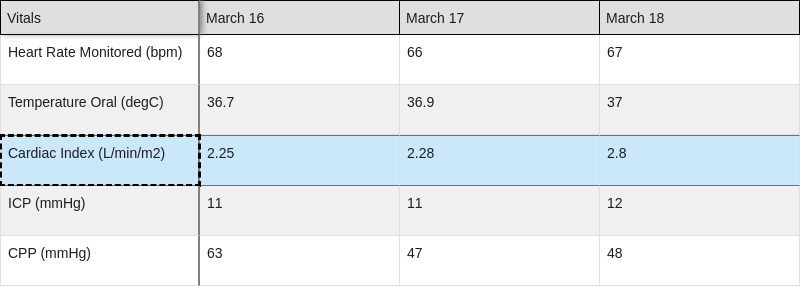 Vitals March 16 March 17 March 18
Heart Rate Monitored (bpm) 68 66 67
Temperature Oral (degC) 36.7 36.9 37
Cardiac Index (L/min/m2) 2.25 2.28 2.8
ICP (mmHg) 11 11 12
CPP (mmHg) 63 47 48